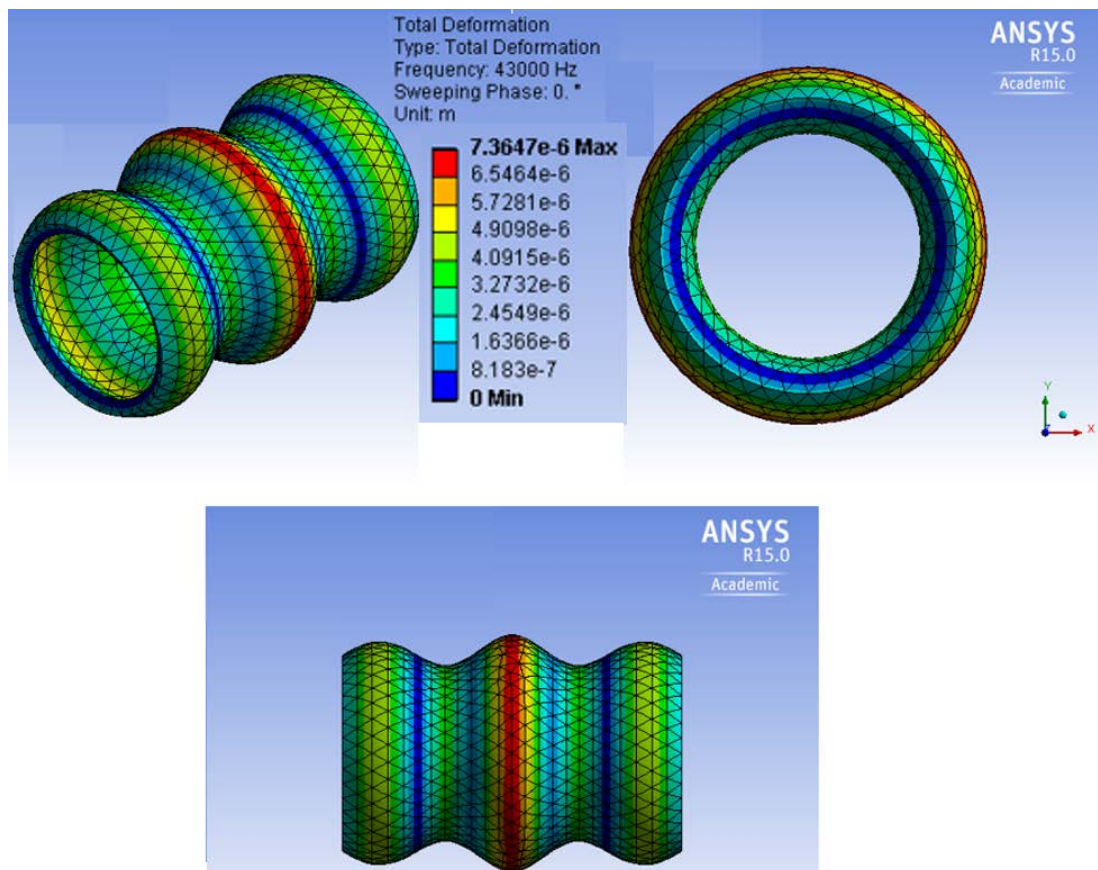 Total Deformation
Type: Total Deformation
Frequency: 43000 Hz
Sweeping Phase: 0. °
Unit: m
7.3647e-6 Max
6.5464e-6
5.7281e-6
4.9098e-6
4.0915e-6
3.2732e-6
2.4549e-6
1.6366e-6
8.183e-7
0 Min
ANSYS
R15.0
Academic
Y
X
ANSYS
R15.0
Academic